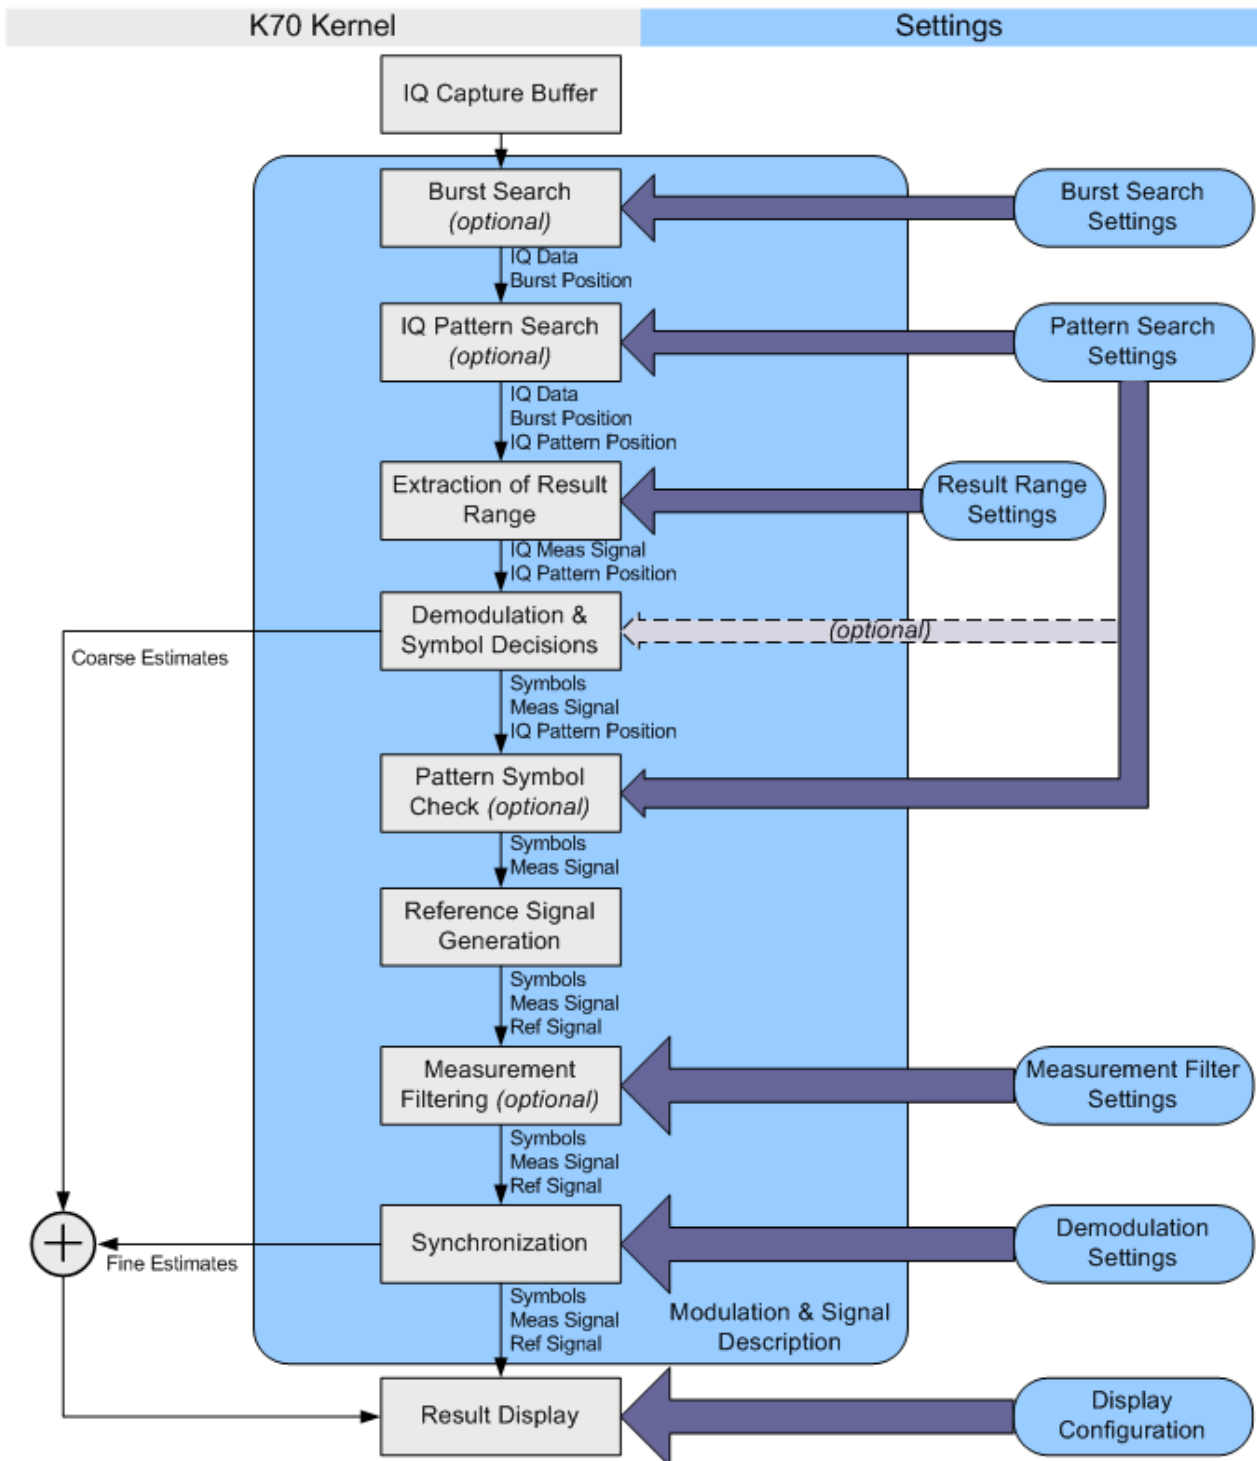 K70 Kernel
Settings
IQ Capture Buffer
Burst Search
(optional)
Burst Search
Settings
IQ Data
Burst Position
IQ Pattern Search
(optional)
Pattern Search
Settings
IQ Data
Burst Position
IQ Pattern Position
Extraction of Result
Range
Result Range
Settings
IQ Meas Signal
IQ Pattern Position
Demodulation &
Symbol Decisions
(optional)
Coarse Estimates
Symbols
Meas Signal
IQ Pattern Position
Pattern Symbol
Check (optional)
Symbols
Meas Signal
Reference Signal
Generation
Symbols
Meas Signal
Ref Signal
Measurement
Filtering (optional)
Measurement Filter
Settings
Symbols
Meas Signal
Ref Signal
Synchronization
Demodulation
Settings
Fine Estimates
Symbols
Meas Signal
Ref Signal
Modulation & Signal
Description
Result Display
Display
Configuration